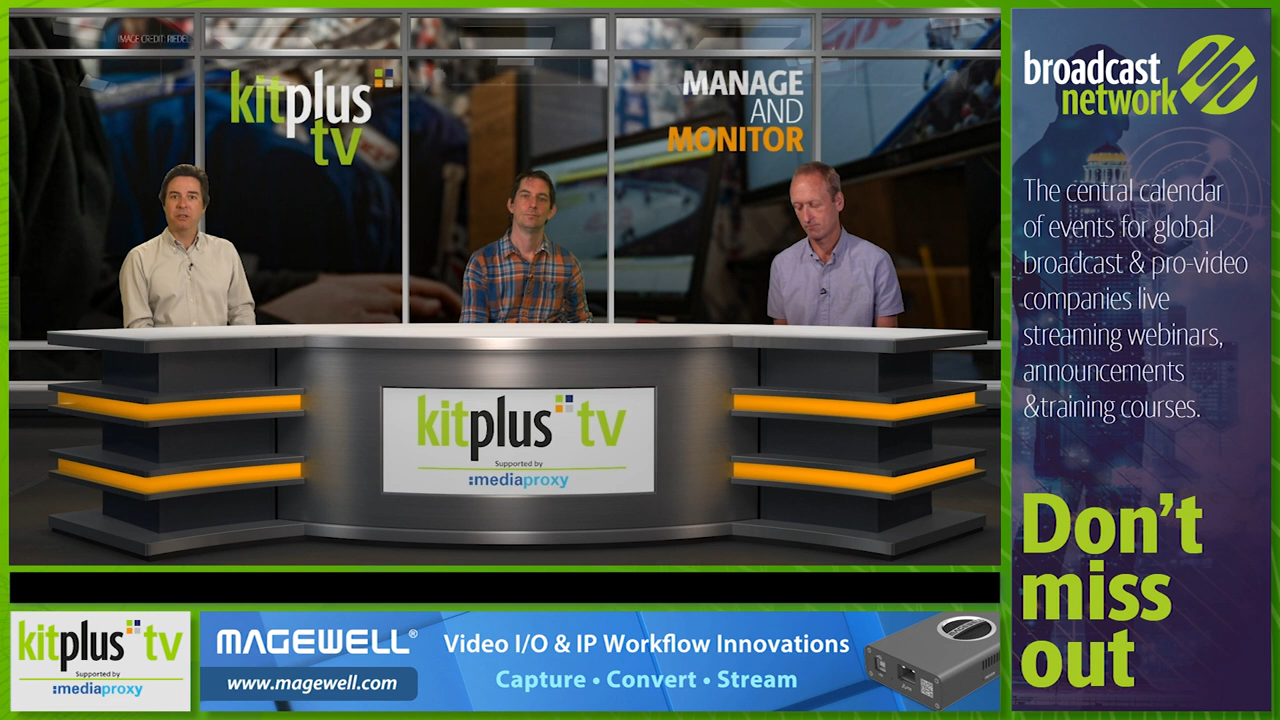 IMAGE CREDIT: RIEDEL
kitplus
tv
MANAGE
AND
MONITOR
kitplus tv
Supported by
:mediaproxy
broadcast
network
The central calendar
of events for global
broadcast & pro-video
companies live
streaming webinars,
announcements
&training courses.
Don't
miss
out
kitplus tv
Supported by
:mediaproxy
MAGEWELL®
www.magewell.com
Video I/O & IP Workflow Innovations
Capture • Convert • Stream